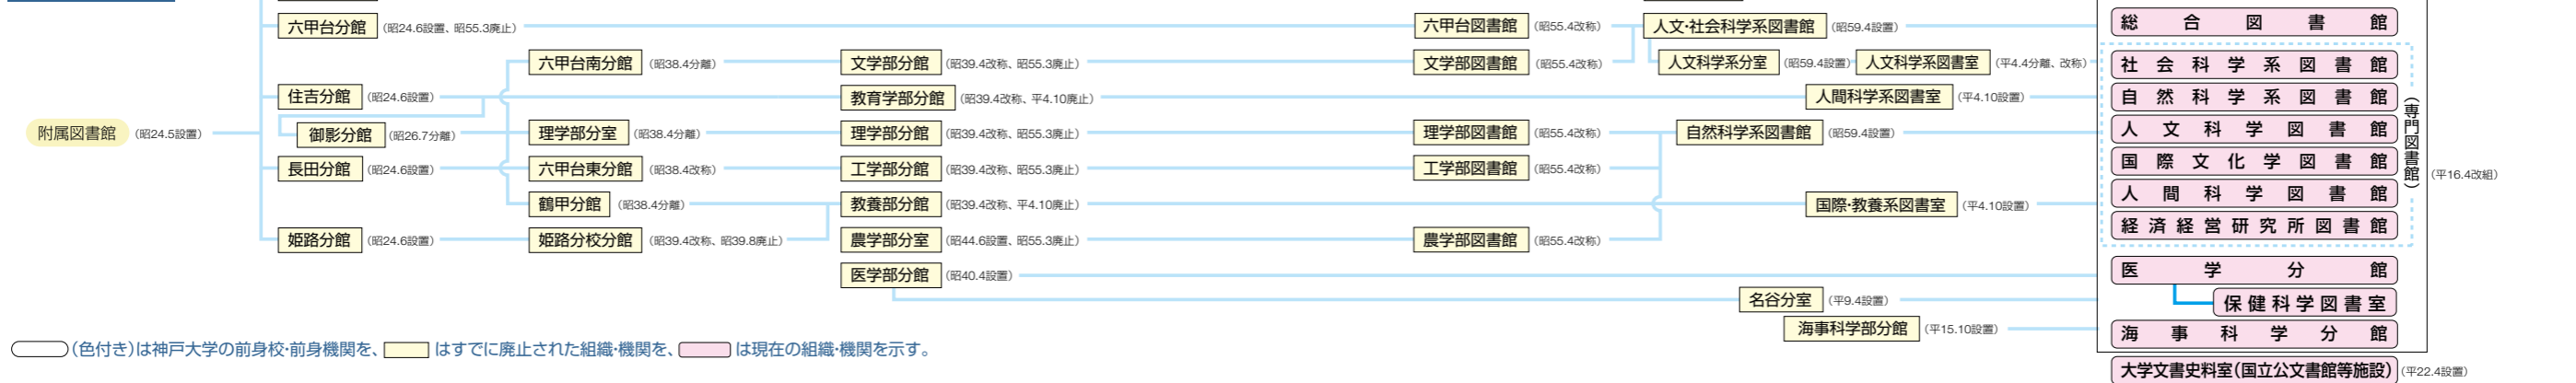 六甲台分館 (昭24.6設置、昭55.3廃止) 六甲台図書館 (昭55.4改称) 人文・社会科学系図書館 (昭59.4設置) 総合図書館
六甲台南分館 (昭38.4分離) 文学部分館 (昭39.4改称、昭55.3廃止) 文学部図書館 (昭55.4改称) 人文科学系分室 (昭59.4設置) 人文科学系図書室 (平4.4分離、改称) 社会科学系図書館
住吉分館 (昭24.6設置) 教育学部分館 (昭39.4改称、平4.10廃止) 人間科学系図書室 (平4.10設置) 自然科学系図書館
附属図書館 (昭24.5設置) 御影分館 (昭26.7分離) 理学部分室 (昭38.4分離) 理学部分館 (昭39.4改称、昭55.3廃止) 理学部図書館 (昭55.4改称) 自然科学系図書館 (昭59.4設置) 人文科学図書館
長田分館 (昭24.6設置) 六甲台東分館 (昭38.4改称) 工学部分館 (昭39.4改称、昭55.3廃止) 工学部図書館 (昭55.4改称) 国際文化学図書館
(専門図書館)
(平16.4改組)
鶴甲分館 (昭38.4分離) 教養部分館 (昭39.4改称、平4.10廃止) 国際・教養系図書室 (平4.10設置) 人間科学図書館
姫路分館 (昭24.6設置) 姫路分校分館 (昭39.4改称、昭39.8廃止) 農学部分室 (昭44.6設置、昭55.3廃止) 農学部図書館 (昭55.4改称) 経済経営研究所図書館
医学部分館 (昭40.4設置) 医学分館
名谷分室 (平9.4設置) 保健科学図書室
海事科学部分館 (平15.10設置) 海事科学分館
(色付き)は神戸大学の前身校・前身機関を、 はすでに廃止された組織・機関を、 は現在の組織・機関を示す。
大学文書史料室(国立公文書館等施設) (平22.4設置)